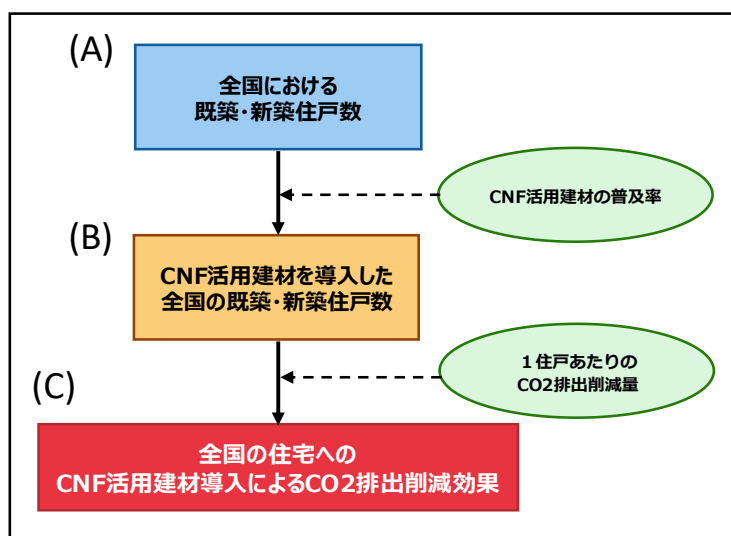 (A)
全国における
既築・新築住戸数
CNF活用建材の普及率
(B)
CNF活用建材を導入した
全国の既築・新築住戸数
１住戸あたりの
CO2排出削減量
(C)
全国の住宅への
CNF活用建材導入によるCO2排出削減効果